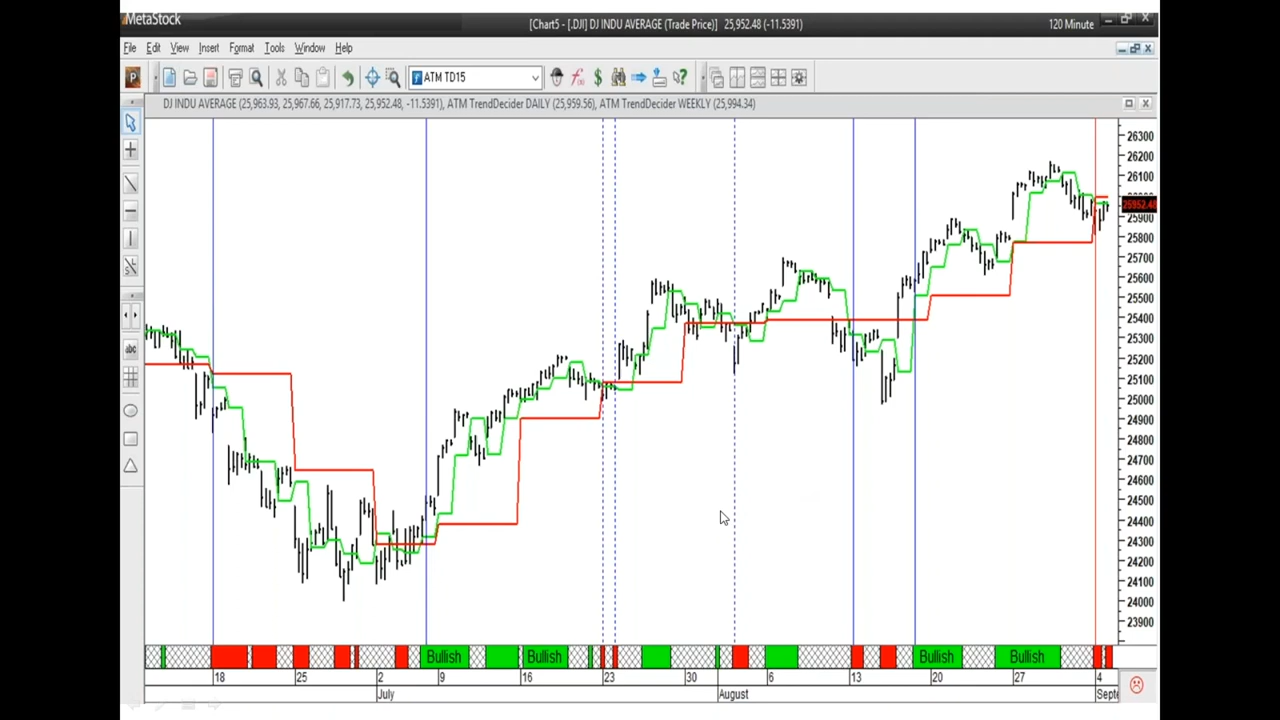 MetaStock
[Chart5 - [.DJI] DJ INDU AVERAGE (Trade Price)] 25,952.48 (-11.5391)
120 Minute
File Edit View Insert Format Tools Window Help
P
ATM TD15
DJ INDU AVERAGE (25,963.93, 25,967.66, 25,917.73, 25,952.48, -11.5391), ATM TrendDecider DAILY (25,959.56), ATM TrendDecider WEEKLY (25,994.34)
abc
26300
26200
26100
25952.48
25900
25800
25700
25600
25500
25400
25300
25200
25100
25000
24900
24800
24700
24600
24500
24400
24300
24200
24100
24000
23900
Bullish Bullish Bullish Bullish
18 25 2 9 16 23 30 6 13 20 27 4
July August Septe